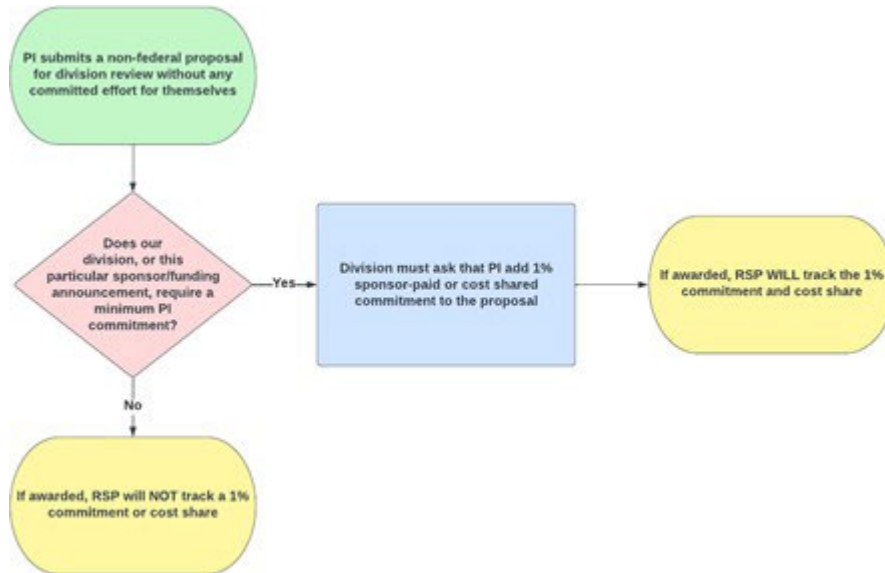 PI submits a non-federal proposal
for division review without any
committed effort for themselves
Does our
division, or this
particular sponsor/funding
announcement, require a
minimum PI
commitment?
Yes
Division must ask that PI add 1%
sponsor-paid or cost shared
commitment to the proposal
If awarded, RSP WILL track the 1%
commitment and cost share
No
If awarded, RSP will NOT track a 1%
commitment or cost share